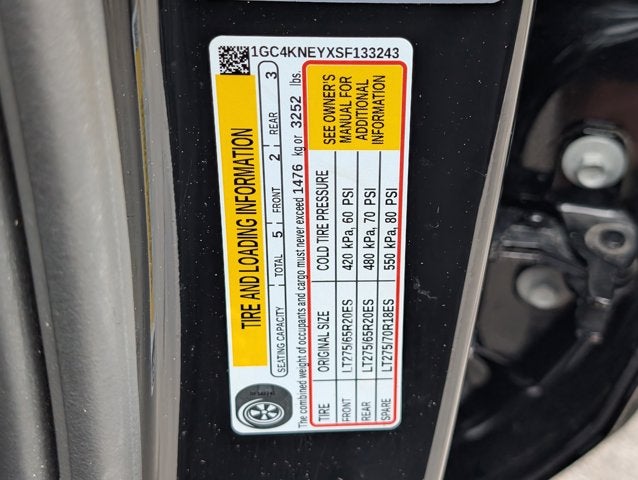 1GC4KNEYXSF133243
TIRE AND LOADING INFORMATION
SEATING CAPACITY TOTAL 5 FRONT 2 REAR 3
The combined weight of occupants and cargo must never exceed 1476 kg or 3252 lbs.
TIRE ORIGINAL SIZE COLD TIRE PRESSURE
FRONT LT275/65R20ES 420 kPa, 60 PSI
REAR LT275/65R20ES 480 kPa, 70 PSI
SPARE LT275/70R18ES 550 kPa, 80 PSI
SEE OWNER'S
MANUAL FOR
ADDITIONAL
INFORMATION